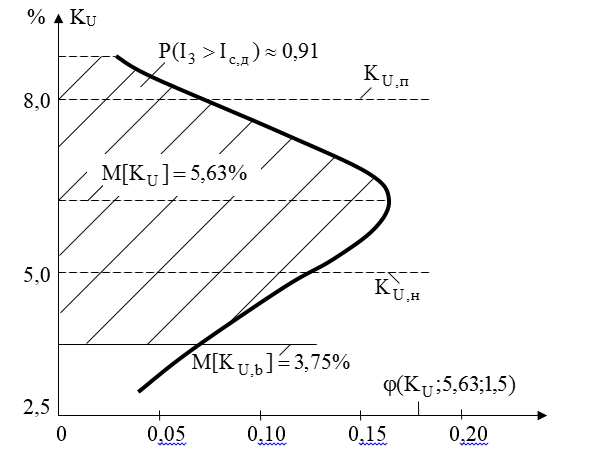 % K_U
P(I_3 > I_с,д) ≈ 0,91
K_U,п
8,0
M[K_U] = 5,63%
5,0
K_U,н
M[K_U,b] = 3,75%
φ(K_U;5,63;1,5)
2,5
0 0,05 0,10 0,15 0,20